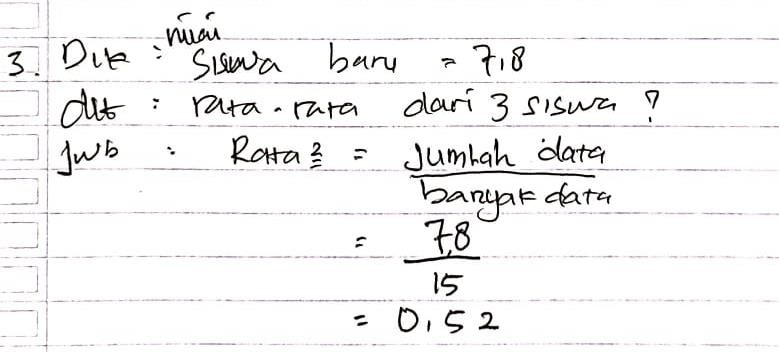 nilai
3. Dik : Siswa baru = 7,8
dit : rata-rata dari 3 siswa ?
Jwb : Rata2 = Jumlah data
banyak data
= 7,8
15
= 0,52